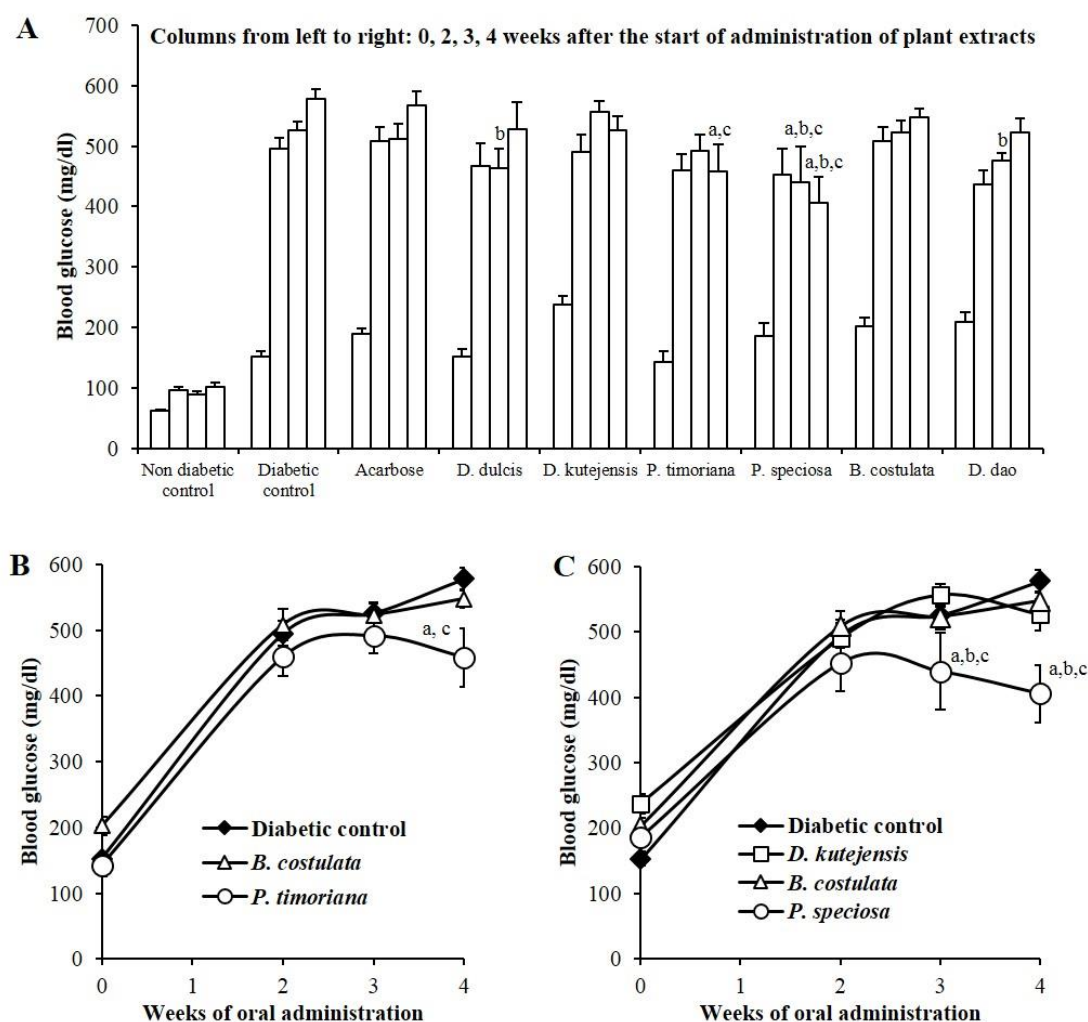 A
Columns from left to right: 0, 2, 3, 4 weeks after the start of administration of plant extracts
Blood glucose (mg/dl)
700
600
500
400
300
200
100
0
b
a,c
a,b,c
a,b,c
b
Non diabetic
control
Diabetic
control
Acarbose
D. dulcis
D. kutejensis
P. timoriana
P. speciosa
B. costulata
D. dao
B
Blood glucose (mg/dl)
600
500
400
300
200
100
0
a, c
Diabetic control
B. costulata
P. timoriana
0
1
2
3
4
Weeks of oral administration
C
Blood glucose (mg/dl)
600
500
400
300
200
100
0
a,b,c
a,b,c
Diabetic control
D. kutejensis
B. costulata
P. speciosa
0
1
2
3
4
Weeks of oral administration